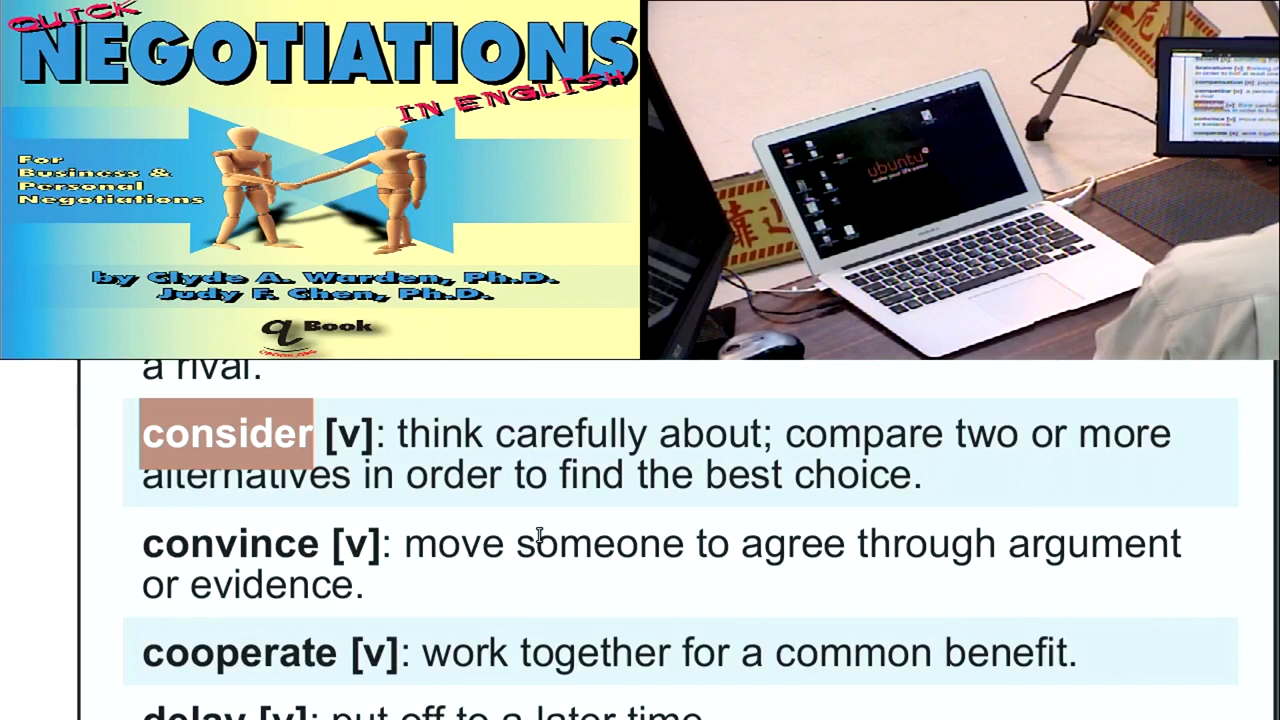 QUICK
NEGOTIATIONS
IN ENGLISH
For
Business &
Personal
Negotiations
by Clyde A. Warden, Ph.D.
Judy F. Chen, Ph.D.
q Book
ubuntu
a rival.
consider [v]: think carefully about; compare two or more
alternatives in order to find the best choice.
convince [v]: move someone to agree through argument
or evidence.
cooperate [v]: work together for a common benefit.
delay [v]: put off to a later time.